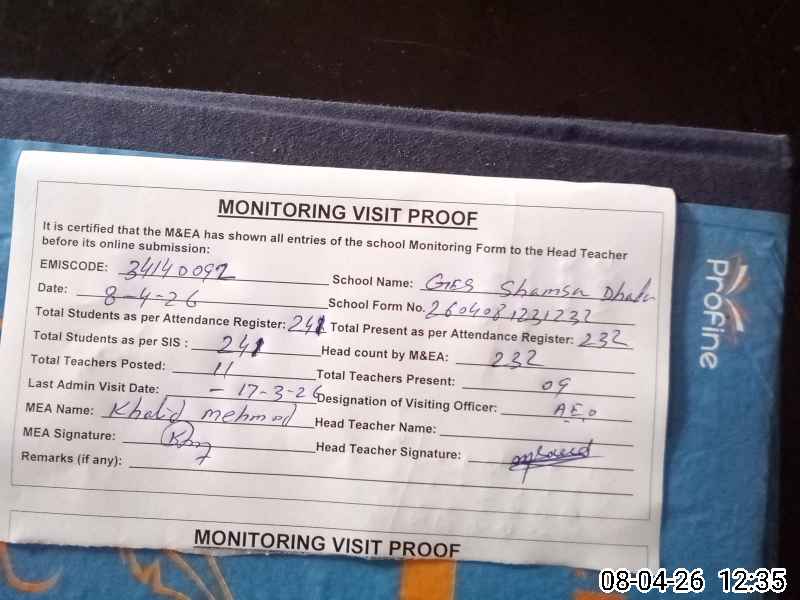 MONITORING VISIT PROOF
It is certified that the M&EA has shown all entries of the school Monitoring Form to the Head Teacher
before its online submission:
EMISCODE: 34140092 School Name: GES Shamsa Dhata
Date: 8-4-26 School Form No. 2604081231232
Total Students as per Attendance Register: 241 Total Present as per Attendance Register: 232
Total Students as per SIS : 241 Head count by M&EA: 232
Total Teachers Posted: 11 Total Teachers Present: 09
Last Admin Visit Date: - 17-3-26 Designation of Visiting Officer: A.E.O
MEA Name: Khalid mehmod Head Teacher Name:
MEA Signature: Head Teacher Signature:
Remarks (if any):
MONITORING VISIT PROOF
Profine
08-04-26 12:35